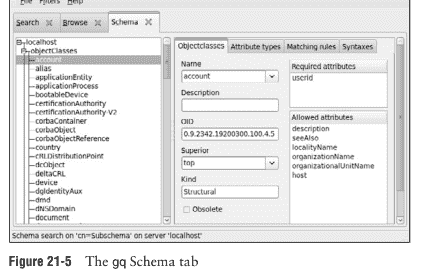 File Filters Help
Search Browse Schema
localhost
objectClasses
account
alias
applicationEntity
applicationProcess
bootableDevice
certificationAuthority
certificationAuthority-V2
corbaContainer
corbaObject
corbaObjectReference
country
cRLDistributionPoint
dcObject
deltaCRL
device
dqIdentityAux
dmd
dNSDomain
document
Objectclasses Attribute types Matching rules Syntaxes
Name
account
Description
OID
0.9.2342.19200300.100.4.5
Superior
top
Kind
Structural
Obsolete
Required attributes
userid
Allowed attributes
description
seeAlso
localityName
organizationName
organizationalUnitName
host
Schema search on 'cn=Subschema' on server 'localhost'
Figure 21-5 The gq Schema tab